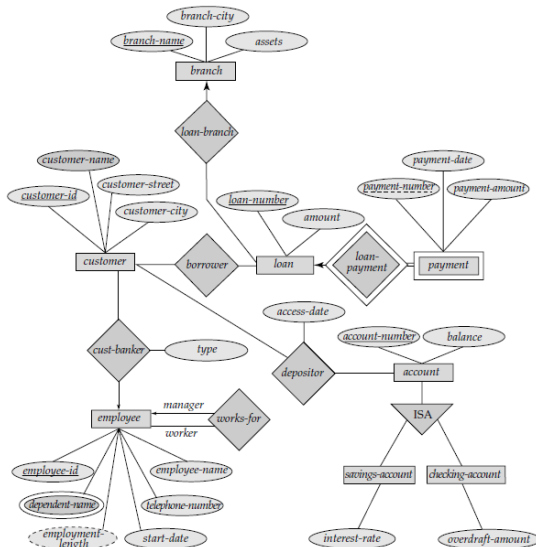 branch-city
branch-name
assets
branch
loan-branch
customer-name
payment-date
customer-id
customer-street
loan-number
payment-number
payment-amount
customer-city
amount
customer
borrower
loan
loan-
payment
payment
access-date
cust-banker
type
account-number
balance
depositor
account
manager
employee
works-for
worker
ISA
employee-id
employee-name
savings-account
checking-account
dependent-name
telephone-number
employment-
length
start-date
interest-rate
overdraft-amount